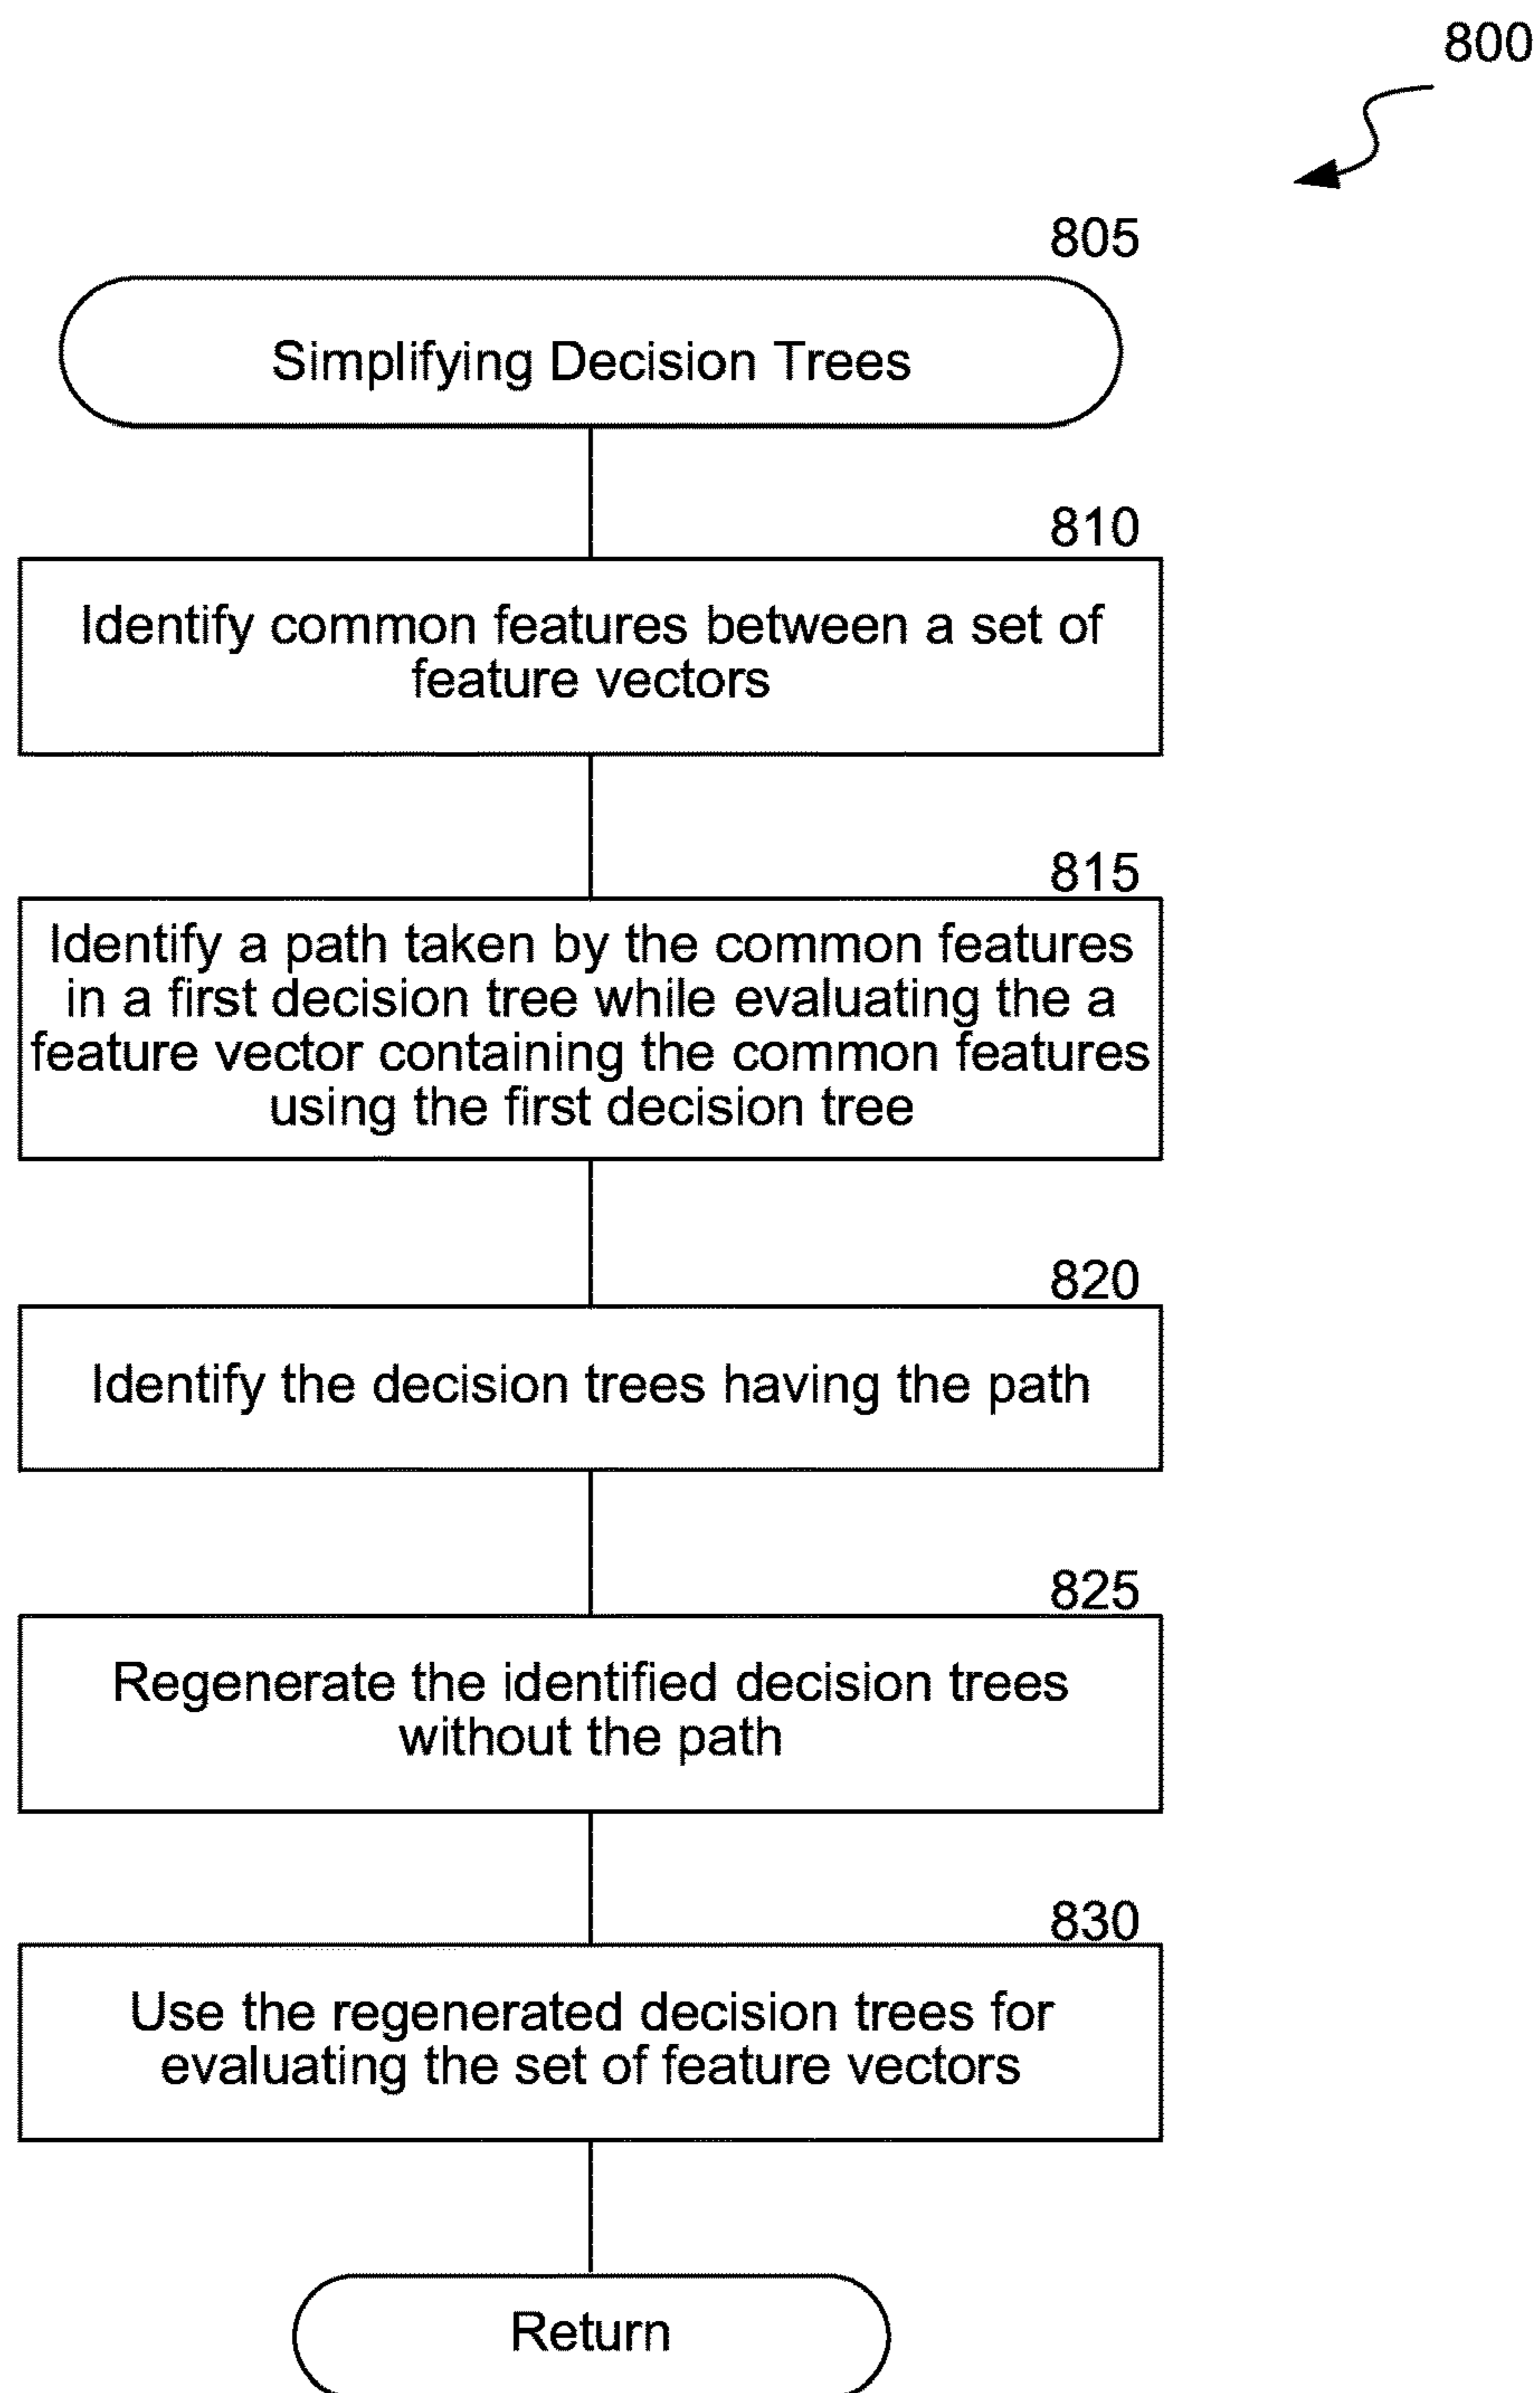 800
805
Simplifying Decision Trees
810
Identify common features between a set of
feature vectors
815
Identify a path taken by the common features
in a first decision tree while evaluating the a
feature vector containing the common features
using the first decision tree
820
Identify the decision trees having the path
825
Regenerate the identified decision trees
without the path
830
Use the regenerated decision trees for
evaluating the set of feature vectors
Return